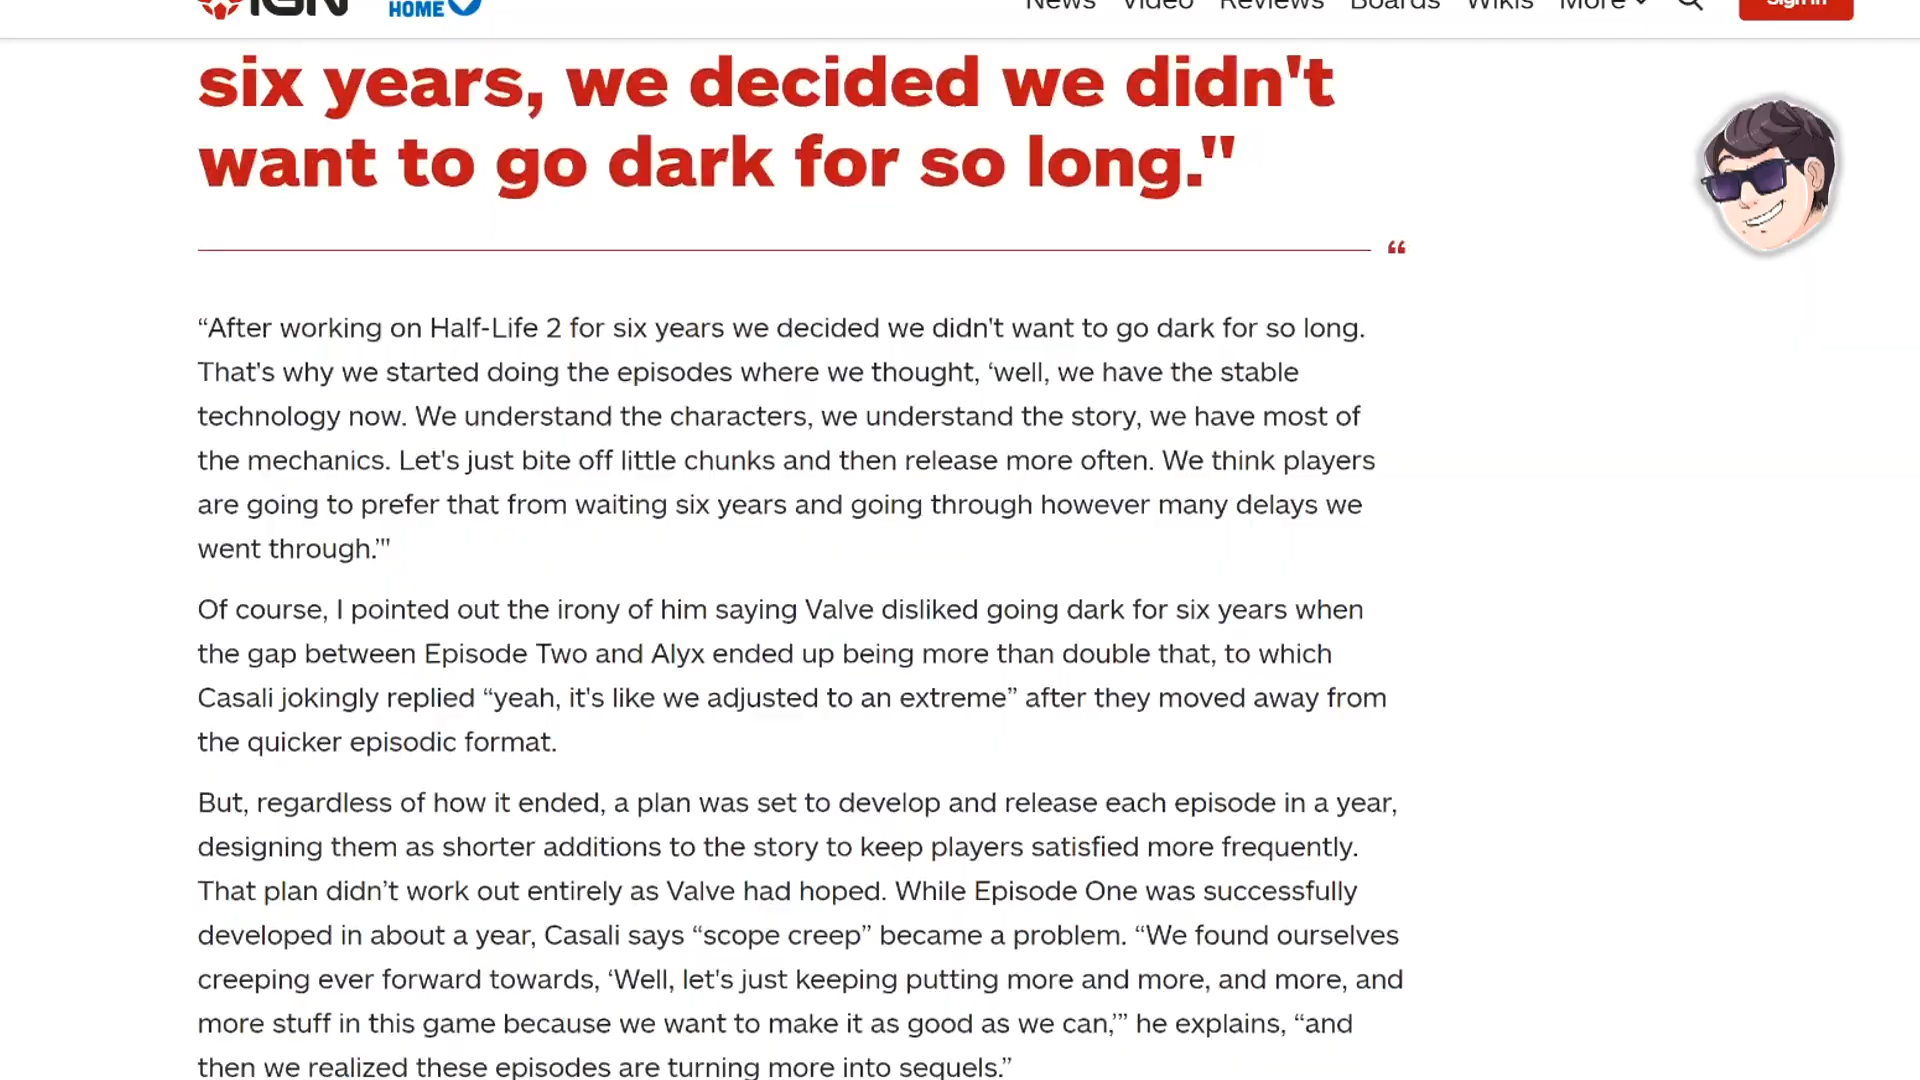 IGN
HOME
News Video Reviews Boards Wikis More
Sign In
six years, we decided we didn't
want to go dark for so long."
“
“After working on Half-Life 2 for six years we decided we didn't want to go dark for so long.
That's why we started doing the episodes where we thought, ‘well, we have the stable
technology now. We understand the characters, we understand the story, we have most of
the mechanics. Let's just bite off little chunks and then release more often. We think players
are going to prefer that from waiting six years and going through however many delays we
went through.’"
Of course, I pointed out the irony of him saying Valve disliked going dark for six years when
the gap between Episode Two and Alyx ended up being more than double that, to which
Casali jokingly replied “yeah, it's like we adjusted to an extreme” after they moved away from
the quicker episodic format.
But, regardless of how it ended, a plan was set to develop and release each episode in a year,
designing them as shorter additions to the story to keep players satisfied more frequently.
That plan didn’t work out entirely as Valve had hoped. While Episode One was successfully
developed in about a year, Casali says “scope creep” became a problem. “We found ourselves
creeping ever forward towards, ‘Well, let's just keeping putting more and more, and more, and
more stuff in this game because we want to make it as good as we can,’” he explains, “and
then we realized these episodes are turning more into sequels.”